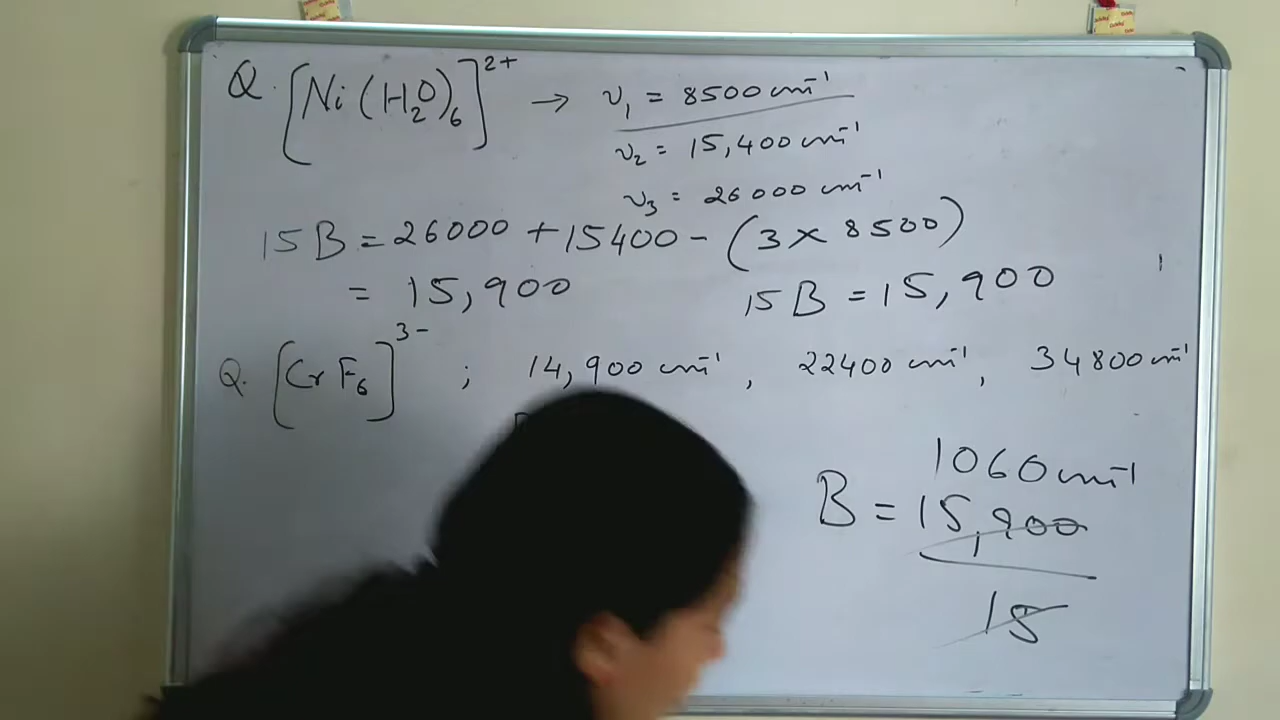 Q. [Ni(H₂O)₆]²⁺ → ν₁ = 8500 cm⁻¹
ν₂ = 15,400 cm⁻¹
ν₃ = 26000 cm⁻¹
15B = 26000 + 15400 - (3 × 8500)
= 15,900 15B = 15,900
Q. [CrF₆]³⁻ ; 14,900 cm⁻¹, 22400 cm⁻¹, 34800 cm⁻¹
1060 cm⁻¹
B = 15,900
15